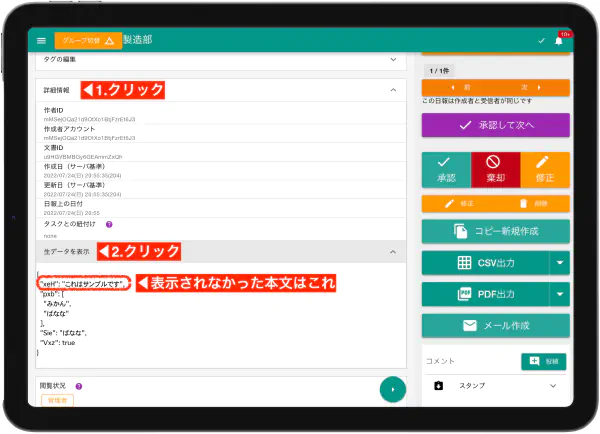 グループ切替 製造部
10+
タグの編集
詳細情報
◀1.クリック
作者ID
作成者アカウント
文書ID
作成日（サーバ基準）
2022/07/24(日) 20:55:30(204)
更新日（サーバ基準）
2022/07/24(日) 20:55:30(204)
日報上の日付
2022/07/24(日) 20:55
タスクとの紐付け
none
生データを表示
◀2.クリック
{
"xeH": "これはサンプルです",
◀表示されなかった本文はこれ
"pxb": [
"みかん",
"ばなな"
],
"Sie": "ばなな",
"Vxz": true
}
閲覧状況
管理者
1 / 1件
前
次
この日報は作成者と受信者が同じです
承認して次へ
承認
棄却
修正
修正
削除
コピー新規作成
CSV出力
PDF出力
メール作成
コメント
スタンプ